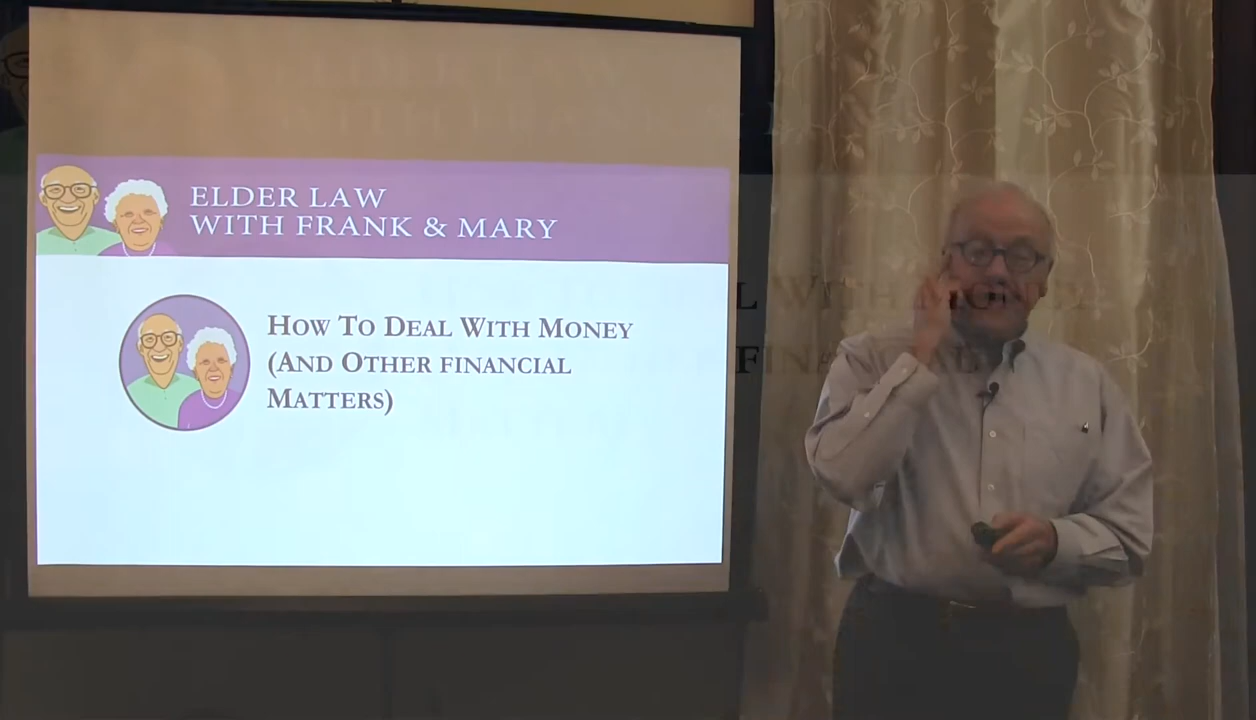 ELDER LAW
WITH FRANK & MARY
HOW TO DEAL WITH MONEY
(AND OTHER FINANCIAL
MATTERS)